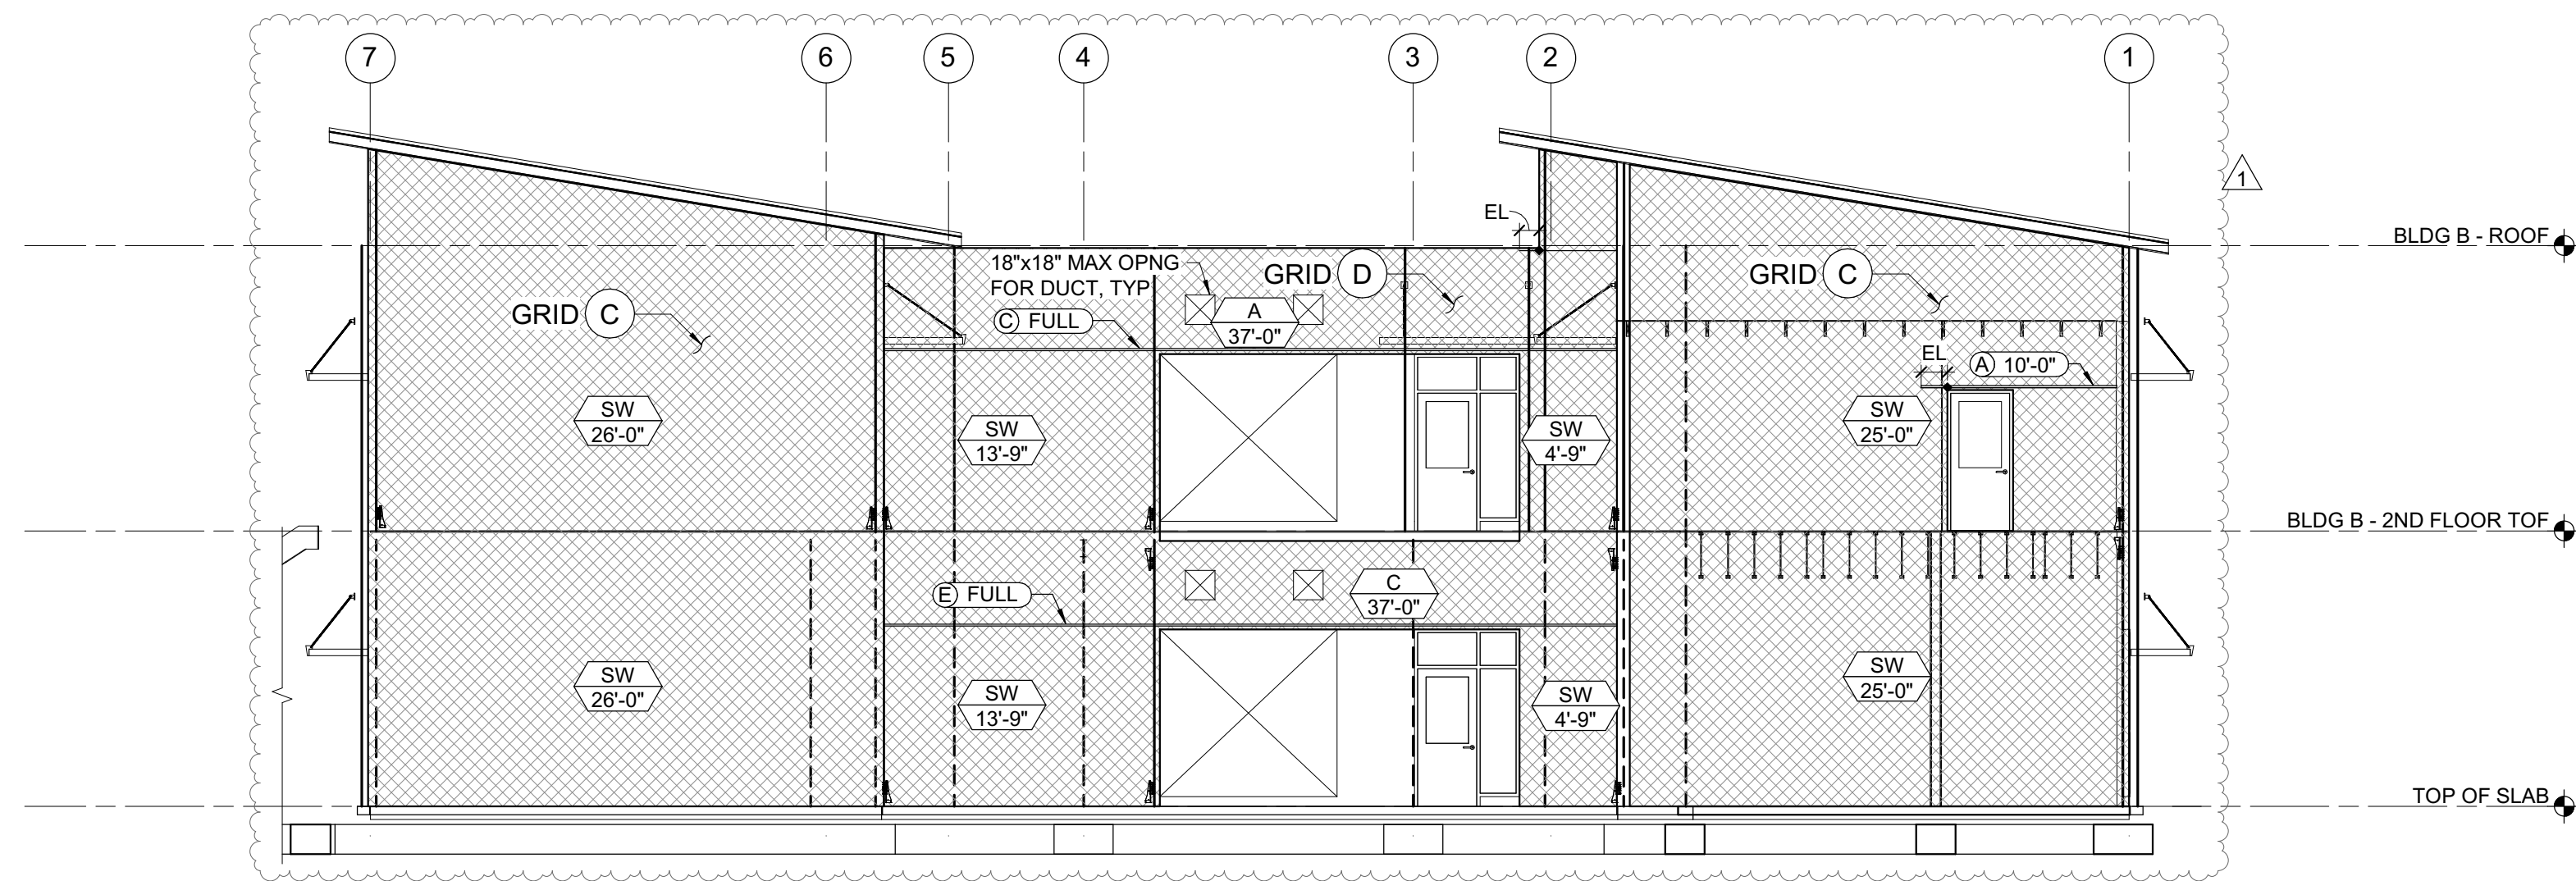 7
6
5
4
3
2
1
1
EL
BLDG B - ROOF
18"x18" MAX OPNG
FOR DUCT, TYP
GRID D
GRID C
GRID C
C FULL
A
37'-0"
EL
A 10'-0"
SW
26'-0"
SW
13'-9"
SW
4'-9"
SW
25'-0"
BLDG B - 2ND FLOOR TOF
E FULL
C
37'-0"
SW
26'-0"
SW
13'-9"
SW
4'-9"
SW
25'-0"
TOP OF SLAB